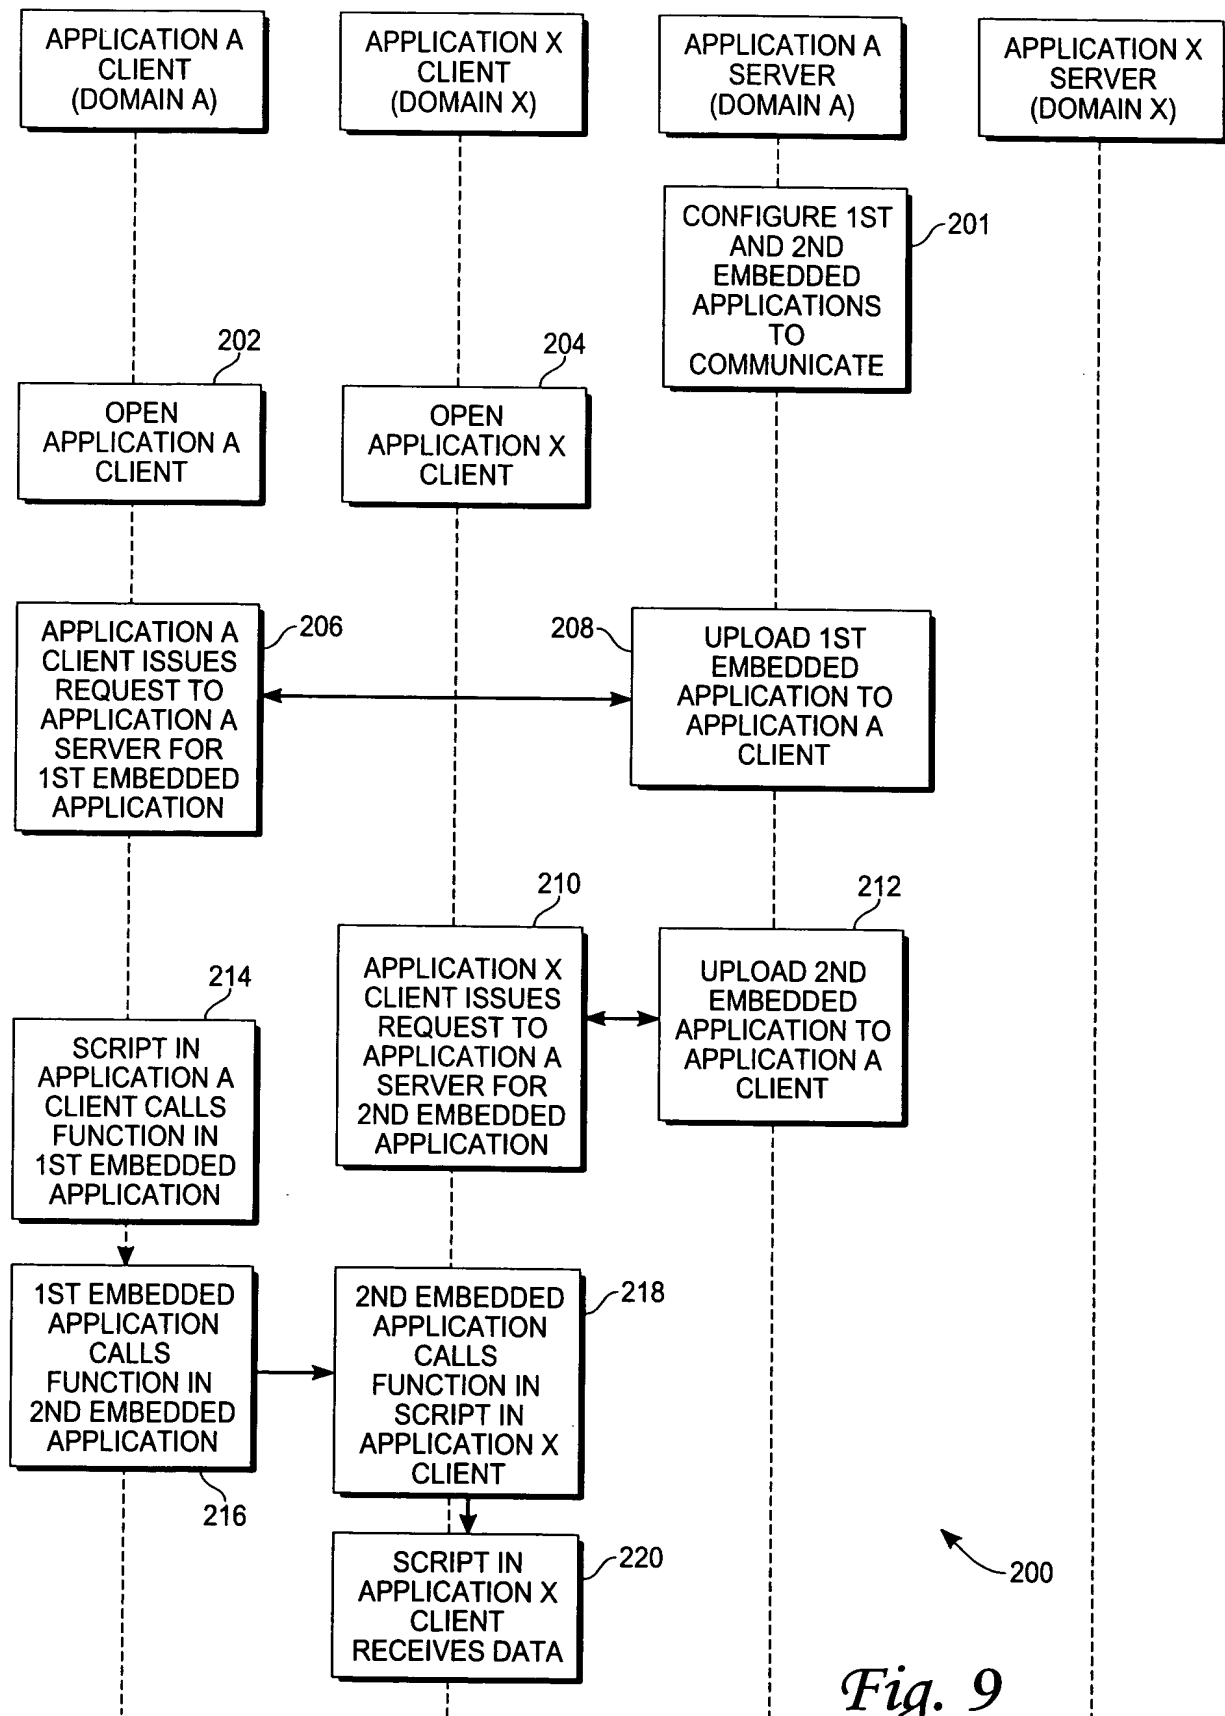 APPLICATION A
CLIENT
(DOMAIN A)
APPLICATION X
CLIENT
(DOMAIN X)
APPLICATION A
SERVER
(DOMAIN A)
APPLICATION X
SERVER
(DOMAIN X)
CONFIGURE 1ST
AND 2ND
EMBEDDED
APPLICATIONS
TO
COMMUNICATE
201
202
OPEN
APPLICATION A
CLIENT
204
OPEN
APPLICATION X
CLIENT
APPLICATION A
CLIENT ISSUES
REQUEST TO
APPLICATION A
SERVER FOR
1ST EMBEDDED
APPLICATION
206
208
UPLOAD 1ST
EMBEDDED
APPLICATION TO
APPLICATION A
CLIENT
210
APPLICATION X
CLIENT ISSUES
REQUEST TO
APPLICATION A
SERVER FOR
2ND EMBEDDED
APPLICATION
212
UPLOAD 2ND
EMBEDDED
APPLICATION TO
APPLICATION A
CLIENT
214
SCRIPT IN
APPLICATION A
CLIENT CALLS
FUNCTION IN
1ST EMBEDDED
APPLICATION
1ST EMBEDDED
APPLICATION
CALLS
FUNCTION IN
2ND EMBEDDED
APPLICATION
216
2ND EMBEDDED
APPLICATION
CALLS
FUNCTION IN
SCRIPT IN
APPLICATION X
CLIENT
218
SCRIPT IN
APPLICATION X
CLIENT
RECEIVES DATA
220
200
Fig. 9